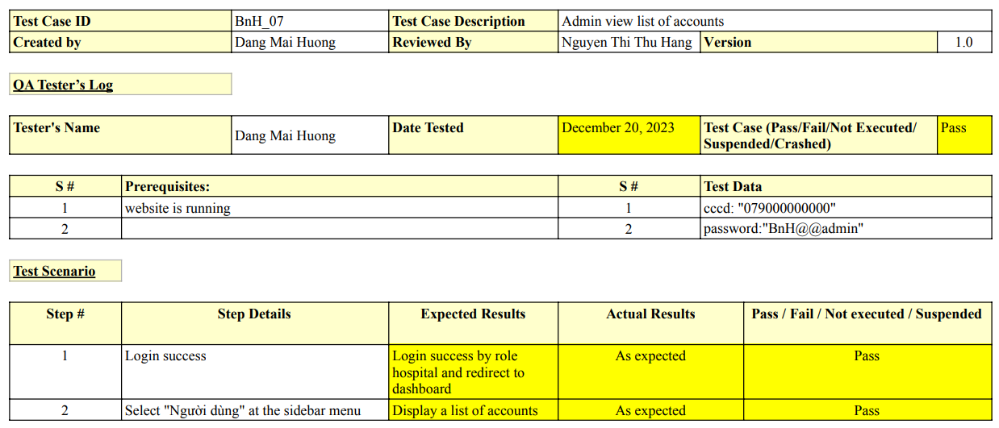 Test Case ID BnH_07 Test Case Description Admin view list of accounts
Created by Dang Mai Huong Reviewed By Nguyen Thi Thu Hang Version 1.0
QA Tester's Log
Tester's Name Dang Mai Huong Date Tested December 20, 2023 Test Case (Pass/Fail/Not Executed/ Pass
Suspended/Crashed)
S # Prerequisites: S # Test Data
1 website is running 1 cccd: "079000000000"
2 2 password:"BnH@@admin"
Test Scenario
Step # Step Details Expected Results Actual Results Pass / Fail / Not executed / Suspended
1 Login success Login success by role As expected Pass
hospital and redirect to
dashboard
2 Select "Người dùng" at the sidebar menu Display a list of accounts As expected Pass